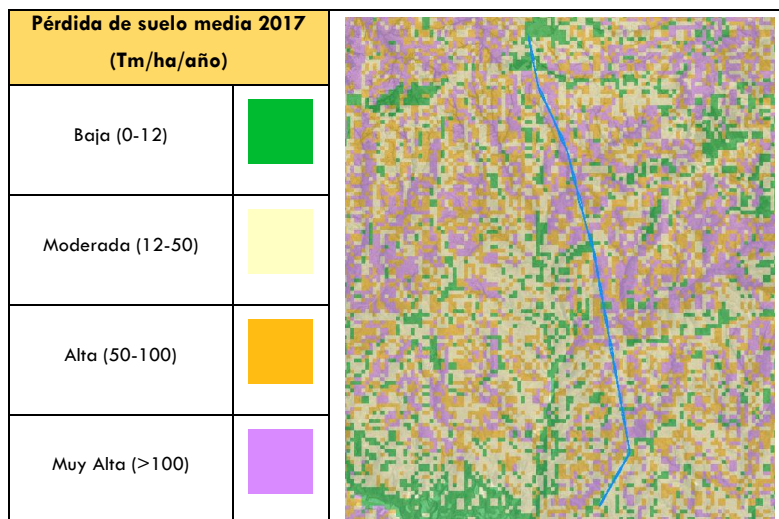 Pérdida de suelo media 2017
(Tm/ha/año)
Baja (0-12)
Moderada (12-50)
Alta (50-100)
Muy Alta (>100)